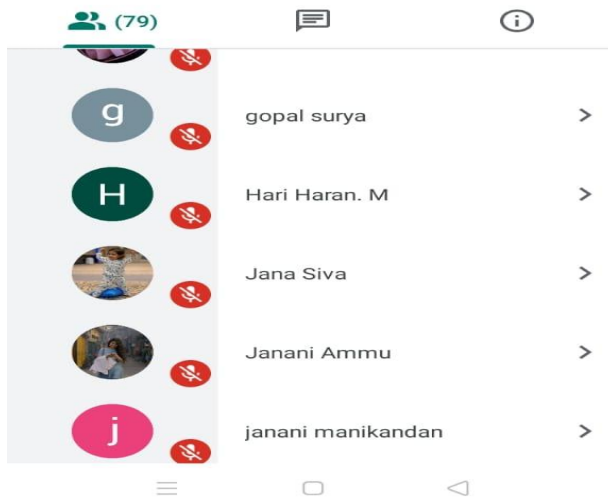 (79)
g
gopal surya
H
Hari Haran. M
Jana Siva
Janani Ammu
j
janani manikandan